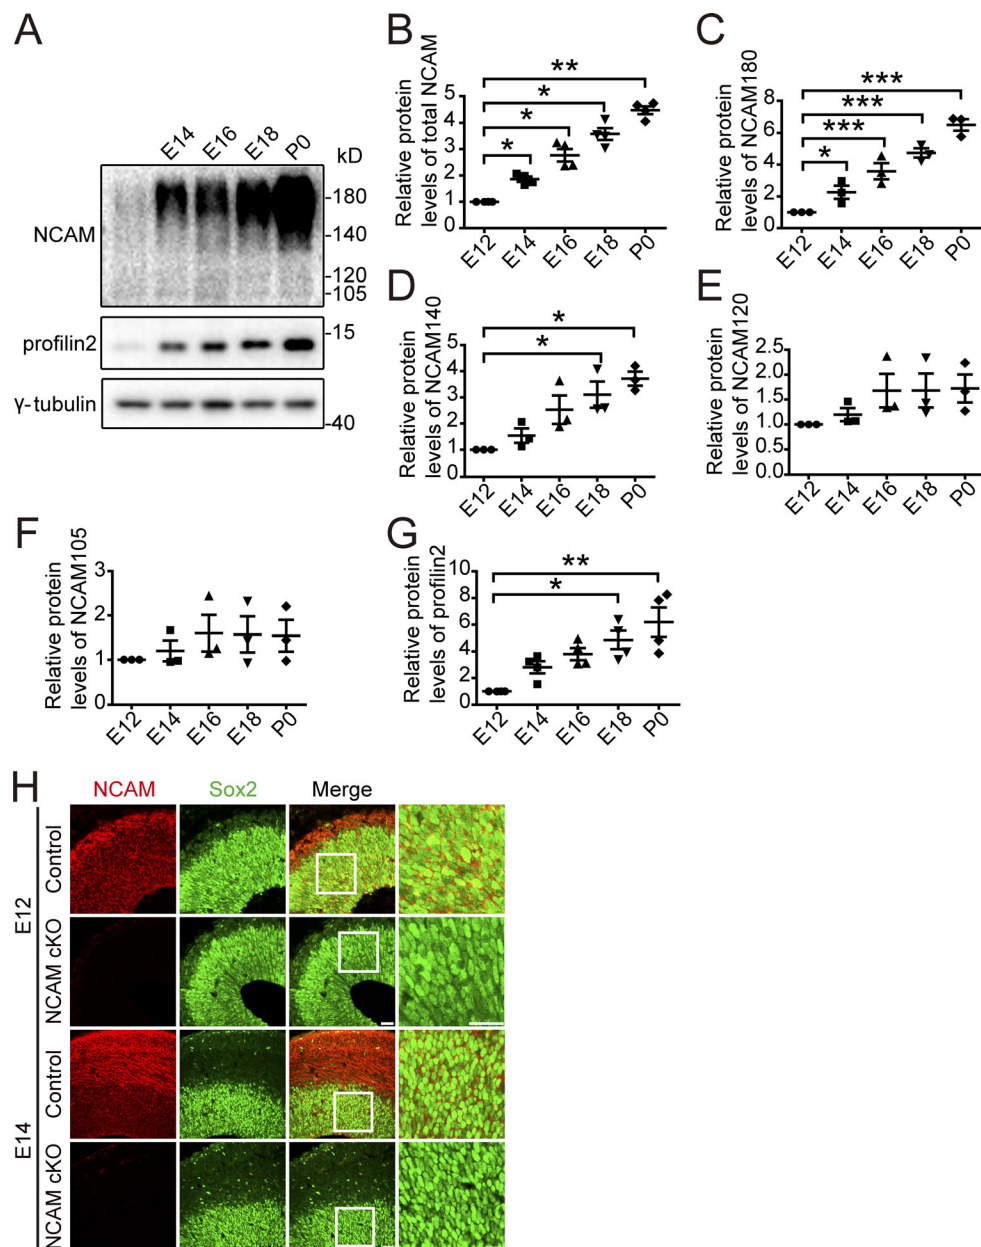 A
E14
E16
E18
P0
kD
NCAM
-180
-140
-120
-105
profilin2
-15
γ-tubulin
-40
B
Relative protein
levels of total NCAM
**
*
*
*
5
4
3
2
1
0
E12
E14
E16
E18
P0
C
Relative protein
levels of NCAM180
***
***
***
*
8
6
4
2
0
E12
E14
E16
E18
P0
D
Relative protein
levels of NCAM140
*
*
5
4
3
2
1
0
E12
E14
E16
E18
P0
E
Relative protein
levels of NCAM120
2.5
2.0
1.5
1.0
0.5
0.0
E12
E14
E16
E18
P0
F
Relative protein
levels of NCAM105
3
2
1
0
E12
E14
E16
E18
P0
G
Relative protein
levels of profilin2
**
*
10
8
6
4
2
0
E12
E14
E16
E18
P0
H
NCAM
Sox2
Merge
E12
Control
NCAM cKO
E14
Control
NCAM cKO